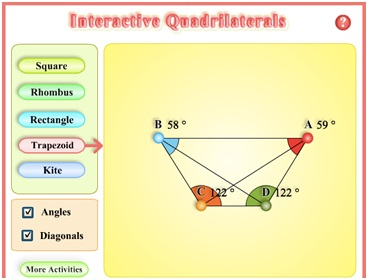 Interactive Quadrilaterals
?
Square
Rhombus
Rectangle
Trapezoid
Kite
Angles
Diagonals
More Activities
B 58 °
A 59 °
C 122 °
D 122 °